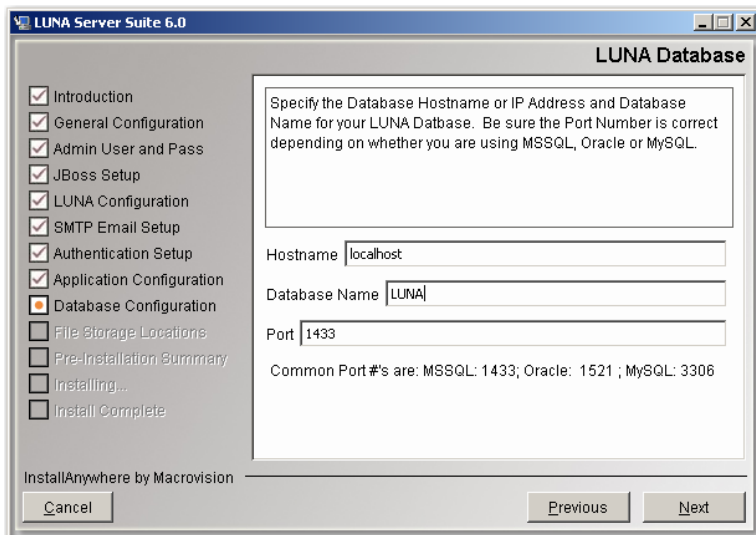 LUNA Server Suite 6.0
LUNA Database
Introduction
General Configuration
Admin User and Pass
JBoss Setup
LUNA Configuration
SMTP Email Setup
Authentication Setup
Application Configuration
Database Configuration
File Storage Locations
Pre-Installation Summary
Installing...
Install Complete
Specify the Database Hostname or IP Address and Database
Name for your LUNA Datbase. Be sure the Port Number is correct
depending on whether you are using MSSQL, Oracle or MySQL.
Hostname localhost
Database Name LUNA
Port 1433
Common Port #'s are: MSSQL: 1433; Oracle: 1521 ; MySQL: 3306
InstallAnywhere by Macrovision
Cancel Previous Next